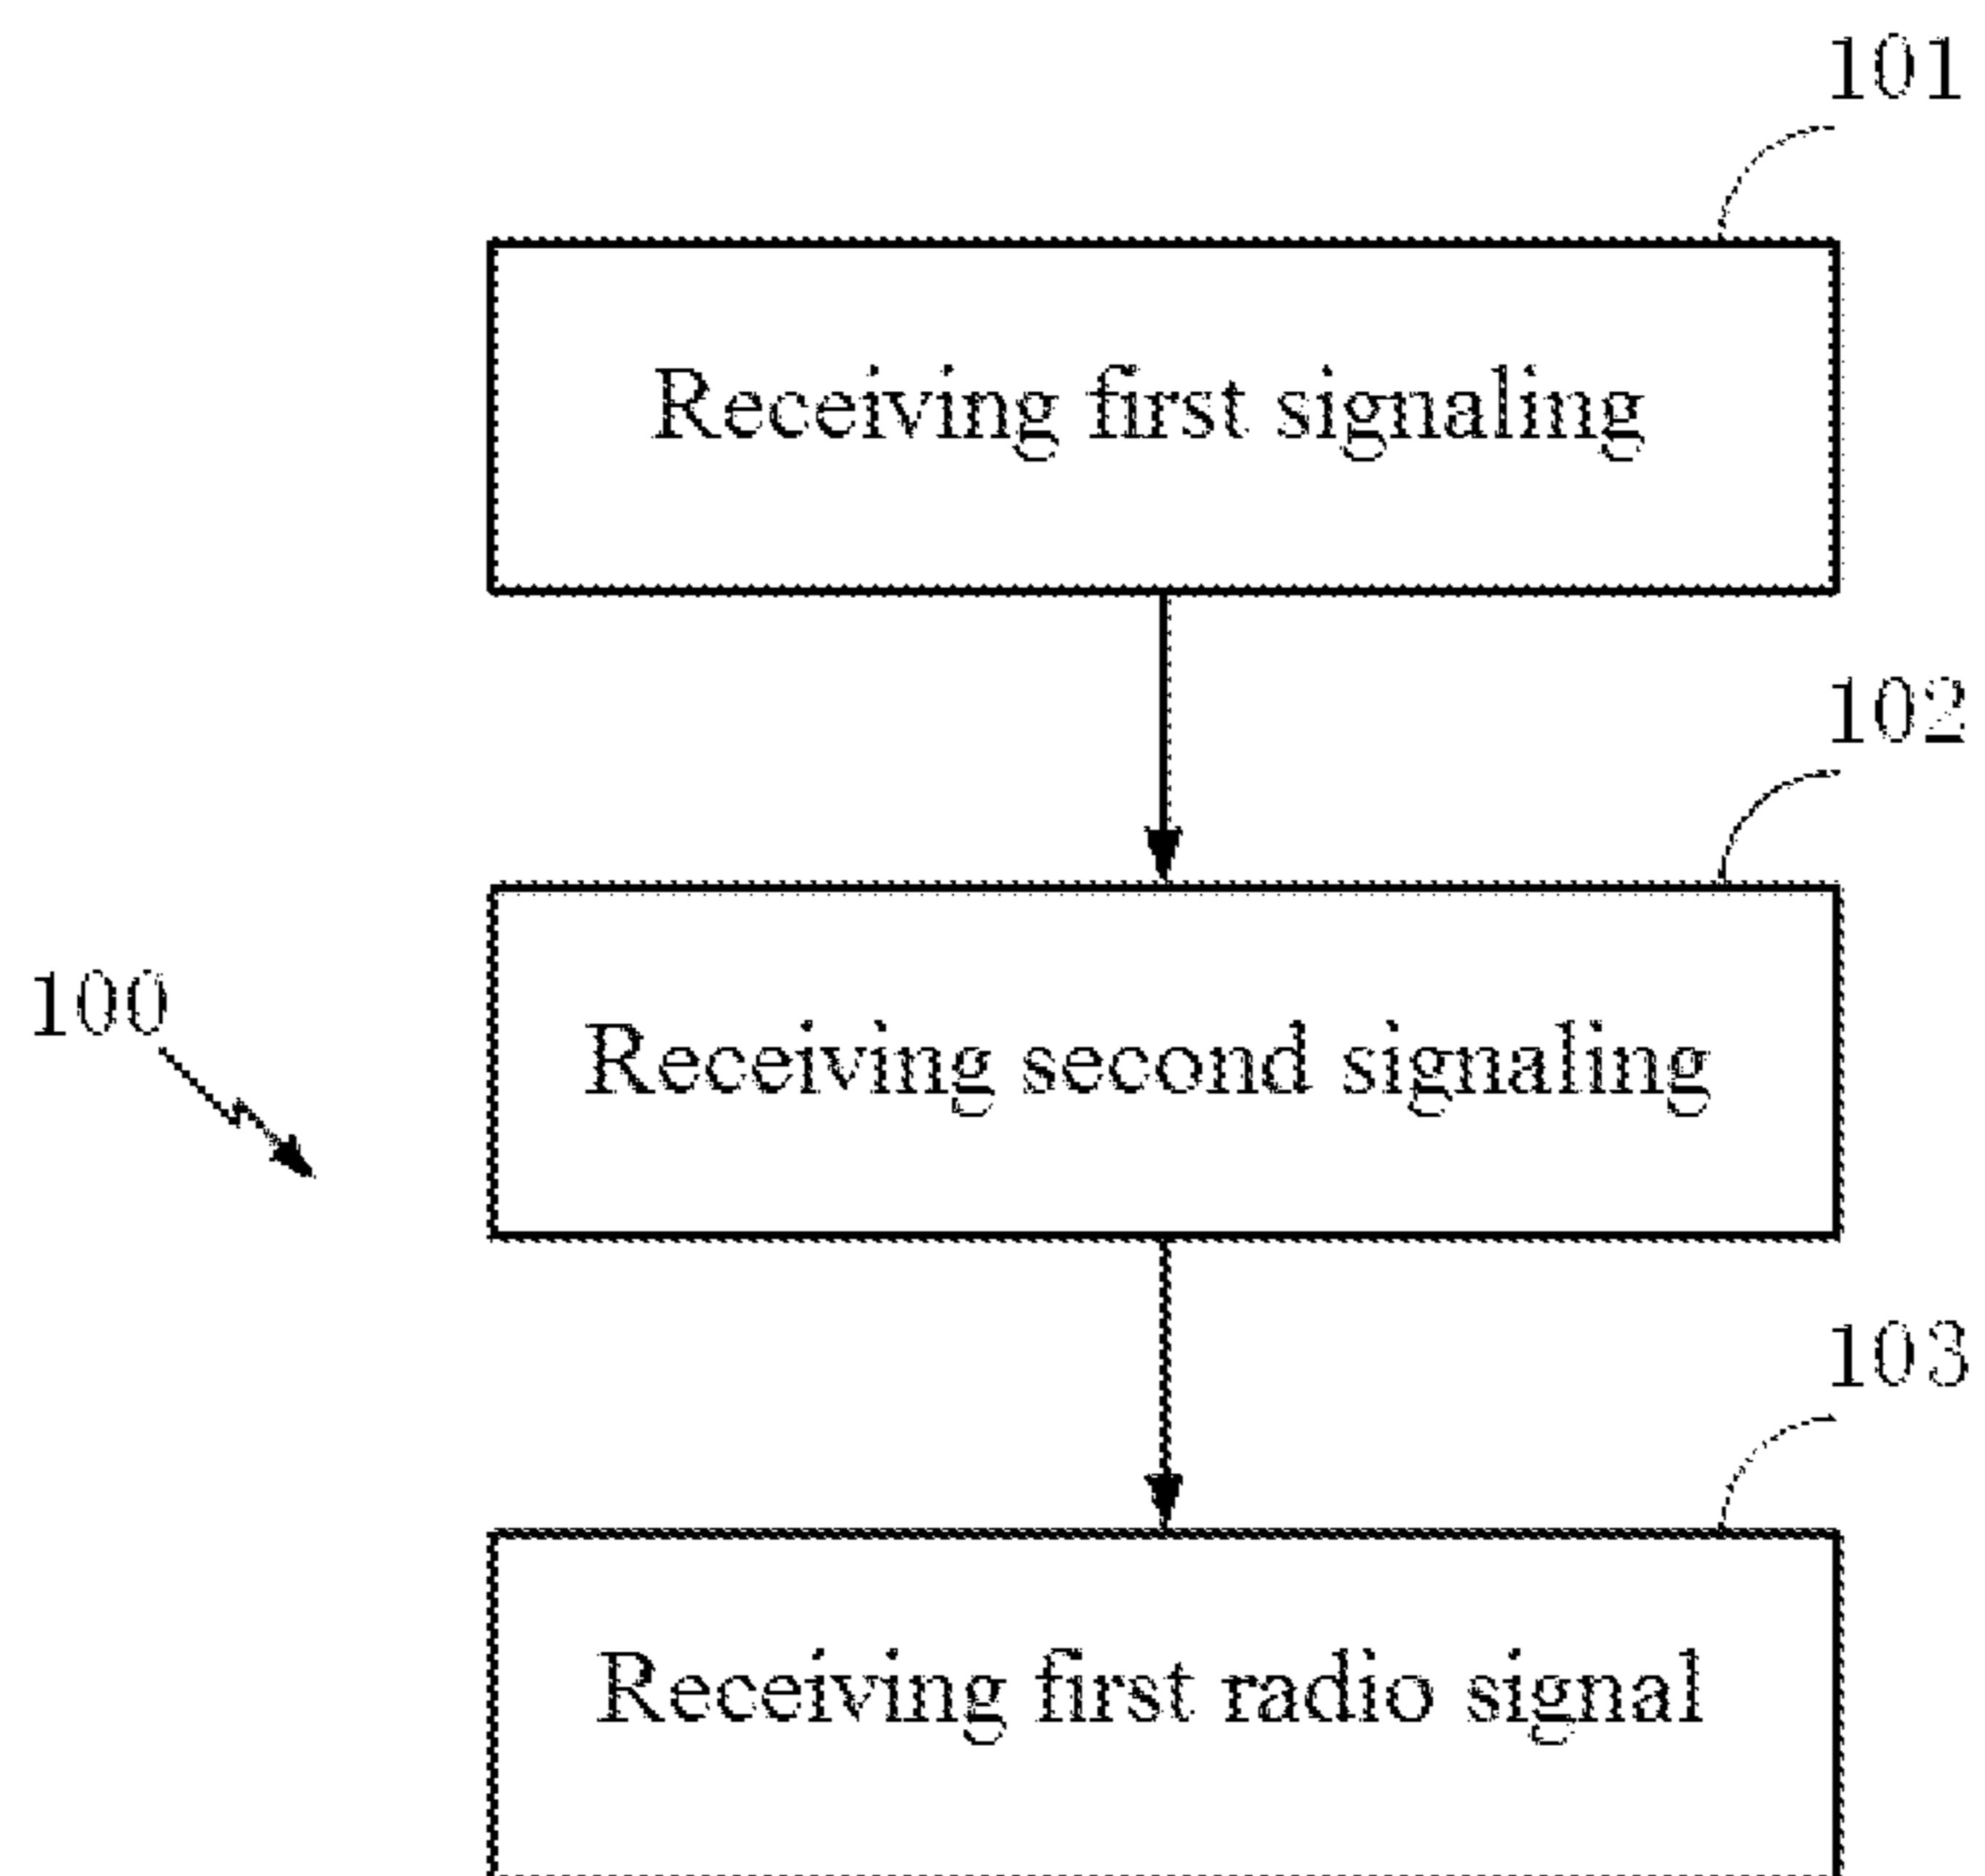 101
Receiving first signaling
102
100
Receiving second signaling
103
Receiving first radio signal